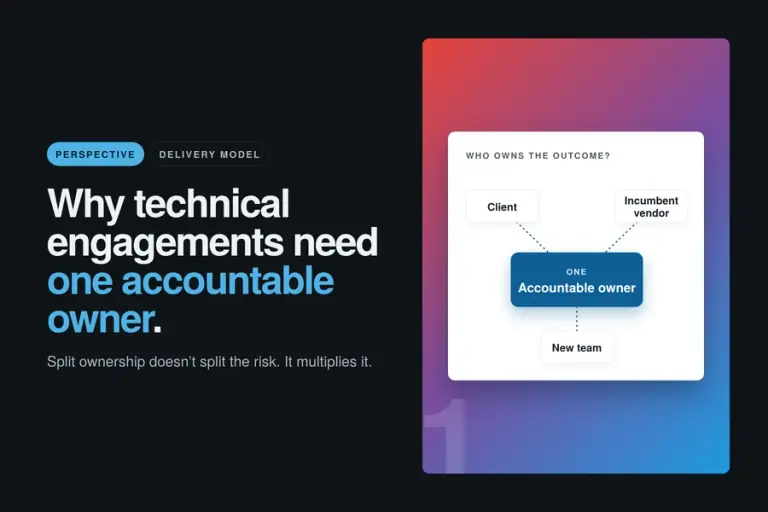 PERSPECTIVE
DELIVERY MODEL
Why technical
engagements need
one accountable
owner.
Split ownership doesn’t split the risk. It multiplies it.
WHO OWNS THE OUTCOME?
Client
Incumbent
vendor
ONE
Accountable owner
New team
1